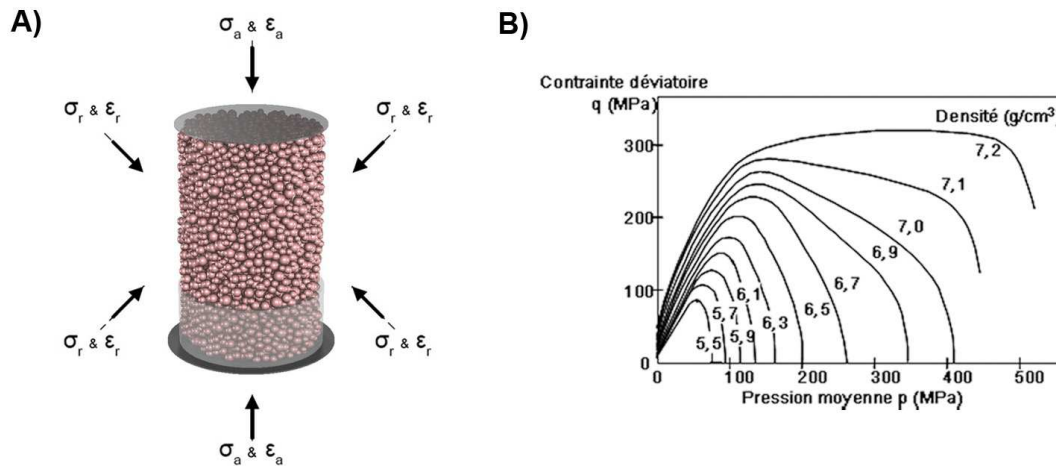 A)
σa & εa
σr & εr
σr & εr
σr & εr
σr & εr
σa & εa
B)
Contrainte déviatoire
q (MPa)
Densité (g/cm³)
300
200
100
0
7,2
7,1
7,0
6,9
6,7
6,5
6,3
6,1
5,9
5,7
5,5
0 100 200 300 400 500
Pression moyenne p (MPa)